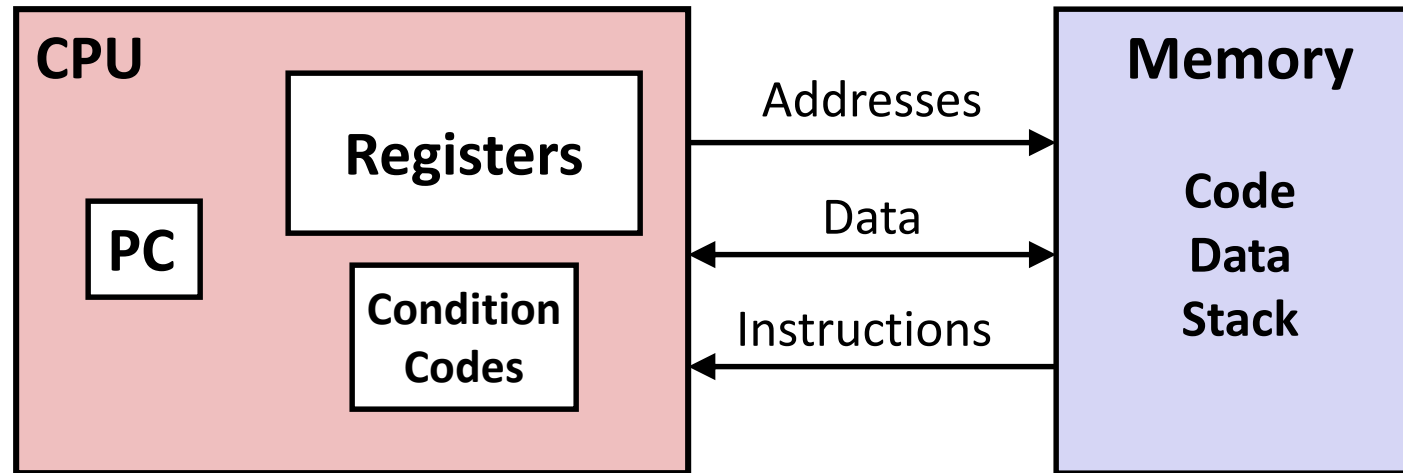 CPU
Registers
PC
Condition
Codes
Addresses
Data
Instructions
Memory
Code
Data
Stack